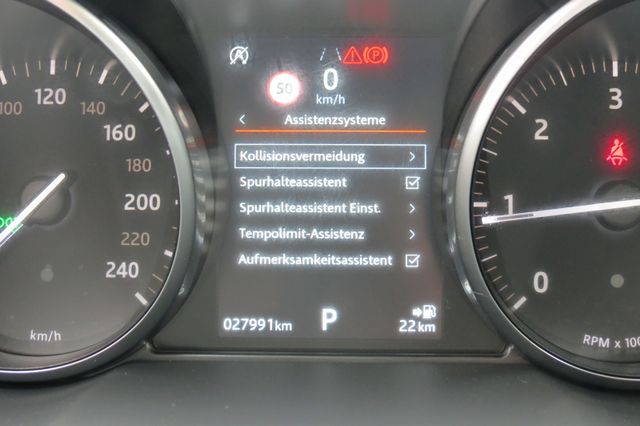 50
0
km/h
Assistenzsysteme
Kollisionsvermeidung
Spurhalteassistent
Spurhalteassistent Einst.
Tempolimit-Assistenz
Aufmerksamkeitsassistent
027991km
P
22 km
100
120
140
160
180
200
220
240
km/h
3
2
1
0
RPM x 100